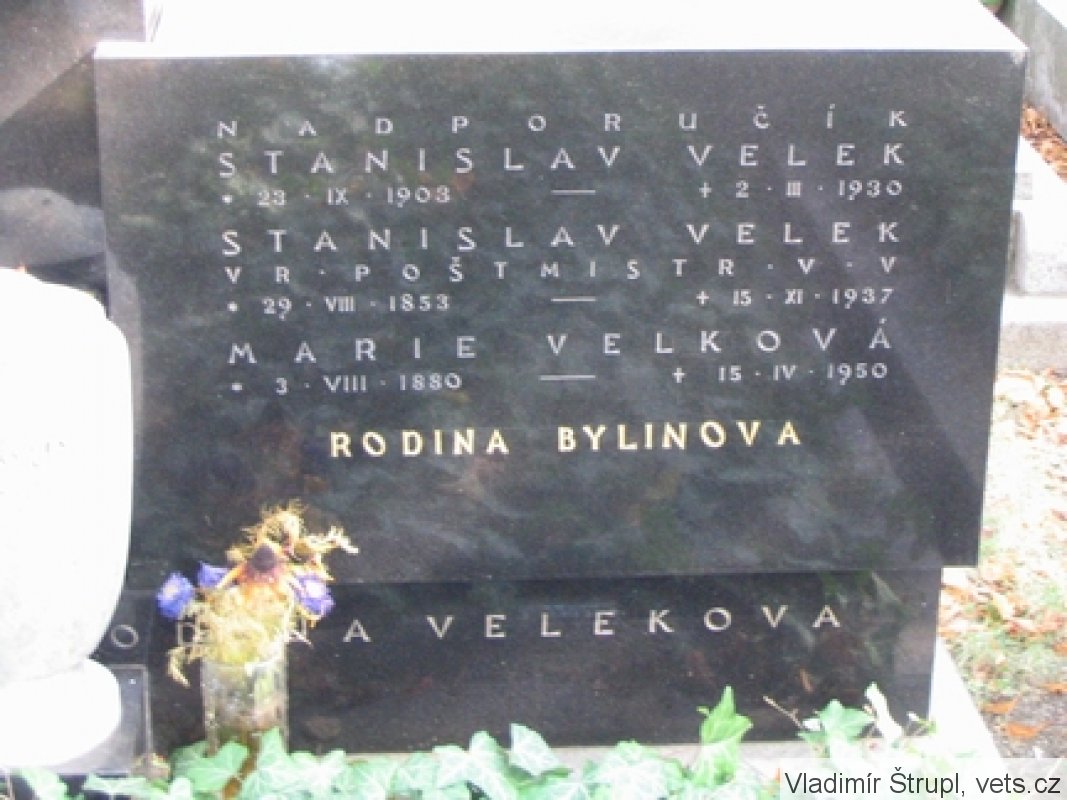 NADPORUČÍK
STANISLAV VELEK
* 23 · IX · 1903 — † 2 · III · 1930
STANISLAV VELEK
VR · POŠTMISTR · V · V
* 29 · VIII · 1853 — † 15 · XI · 1937
MARIE VELKOVÁ
* 3 · VIII · 1880 — † 15 · IV · 1950
RODINA BYLINOVA
VELEKOVA
Vladimír Štrupl, vets.cz